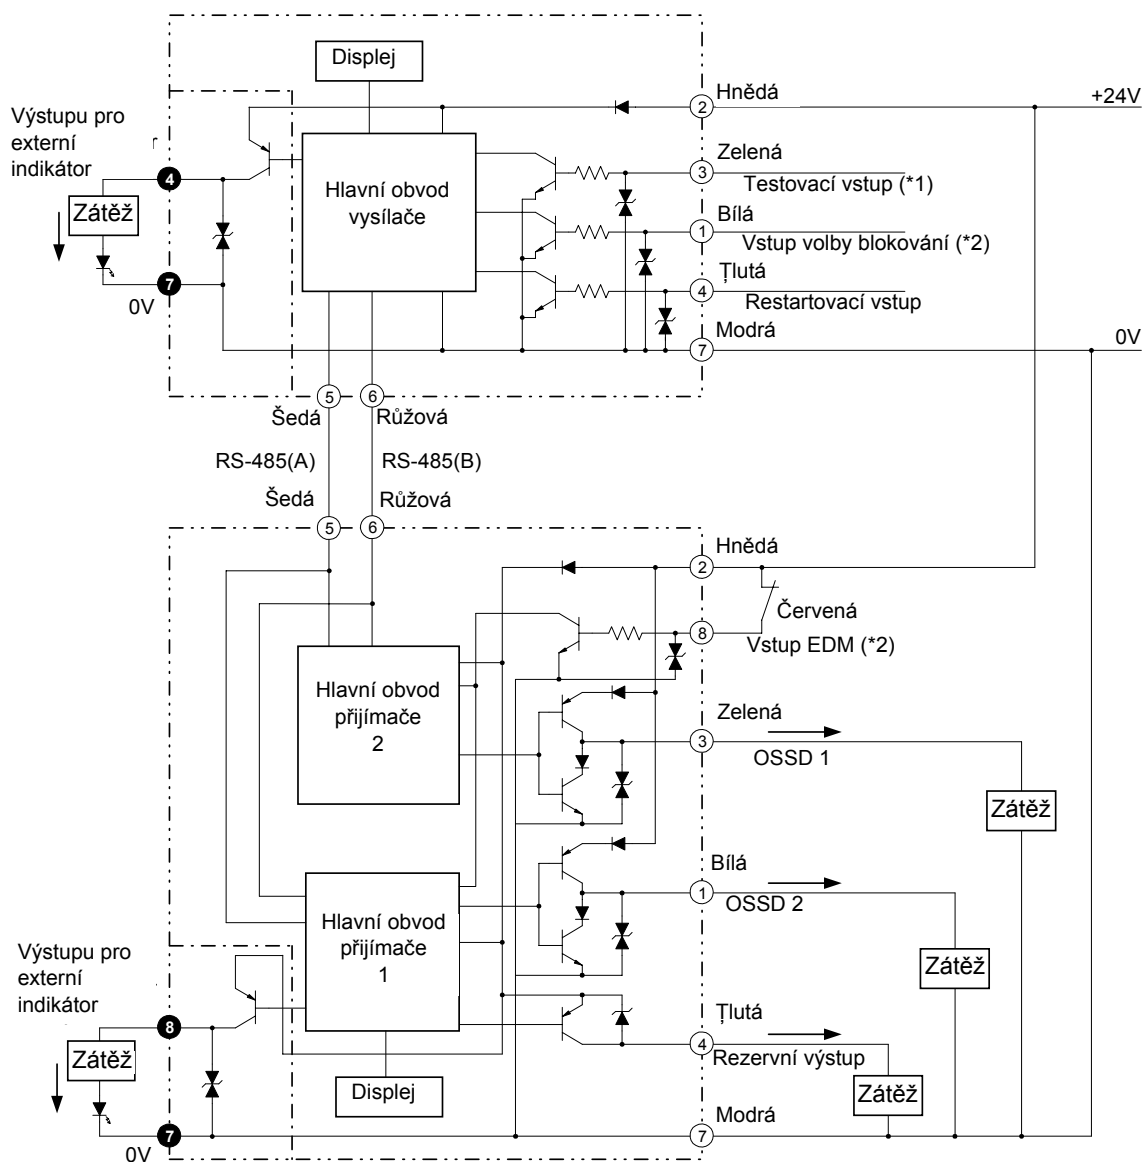 Displej
Hnědá
2
+24V
Výstupu pro
externí
indikátor
Zelená
3
Testovací vstup (*1)
4
Hlavní obvod
vysílače
Zátěž
Bílá
1
Vstup volby blokování (*2)
Ţlutá
4
Restartovací vstup
7
0V
Modrá
7
0V
5
6
Šedá
Růžová
RS-485(A)
RS-485(B)
Šedá
Růžová
5
6
Hnědá
2
Červená
8
Vstup EDM (*2)
Hlavní obvod
přijímače
2
Zelená
3
OSSD 1
Zátěž
Bílá
1
OSSD 2
Hlavní obvod
přijímače
1
Výstupu pro
externí
indikátor
Zátěž
Ţlutá
8
4
Rezervní výstup
Zátěž
Displej
Zátěž
Modrá
7
0V
7